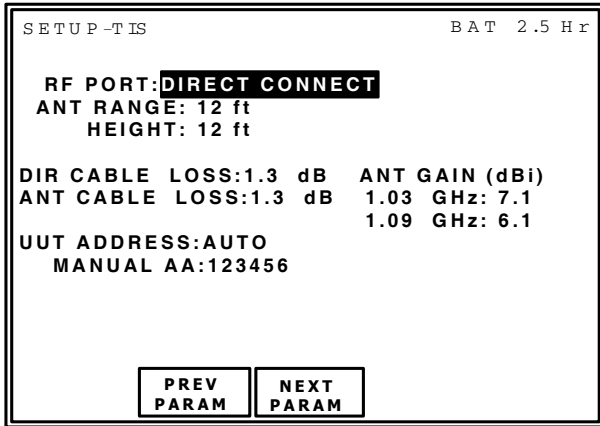 SETUP-TIS BAT 2.5 Hr
RF PORT:DIRECT CONNECT
ANT RANGE: 12 ft
HEIGHT: 12 ft
DIR CABLE LOSS:1.3 dB ANT GAIN (dBi)
ANT CABLE LOSS:1.3 dB 1.03 GHz: 7.1
1.09 GHz: 6.1
UUT ADDRESS:AUTO
MANUAL AA:123456
PREV NEXT
PARAM PARAM